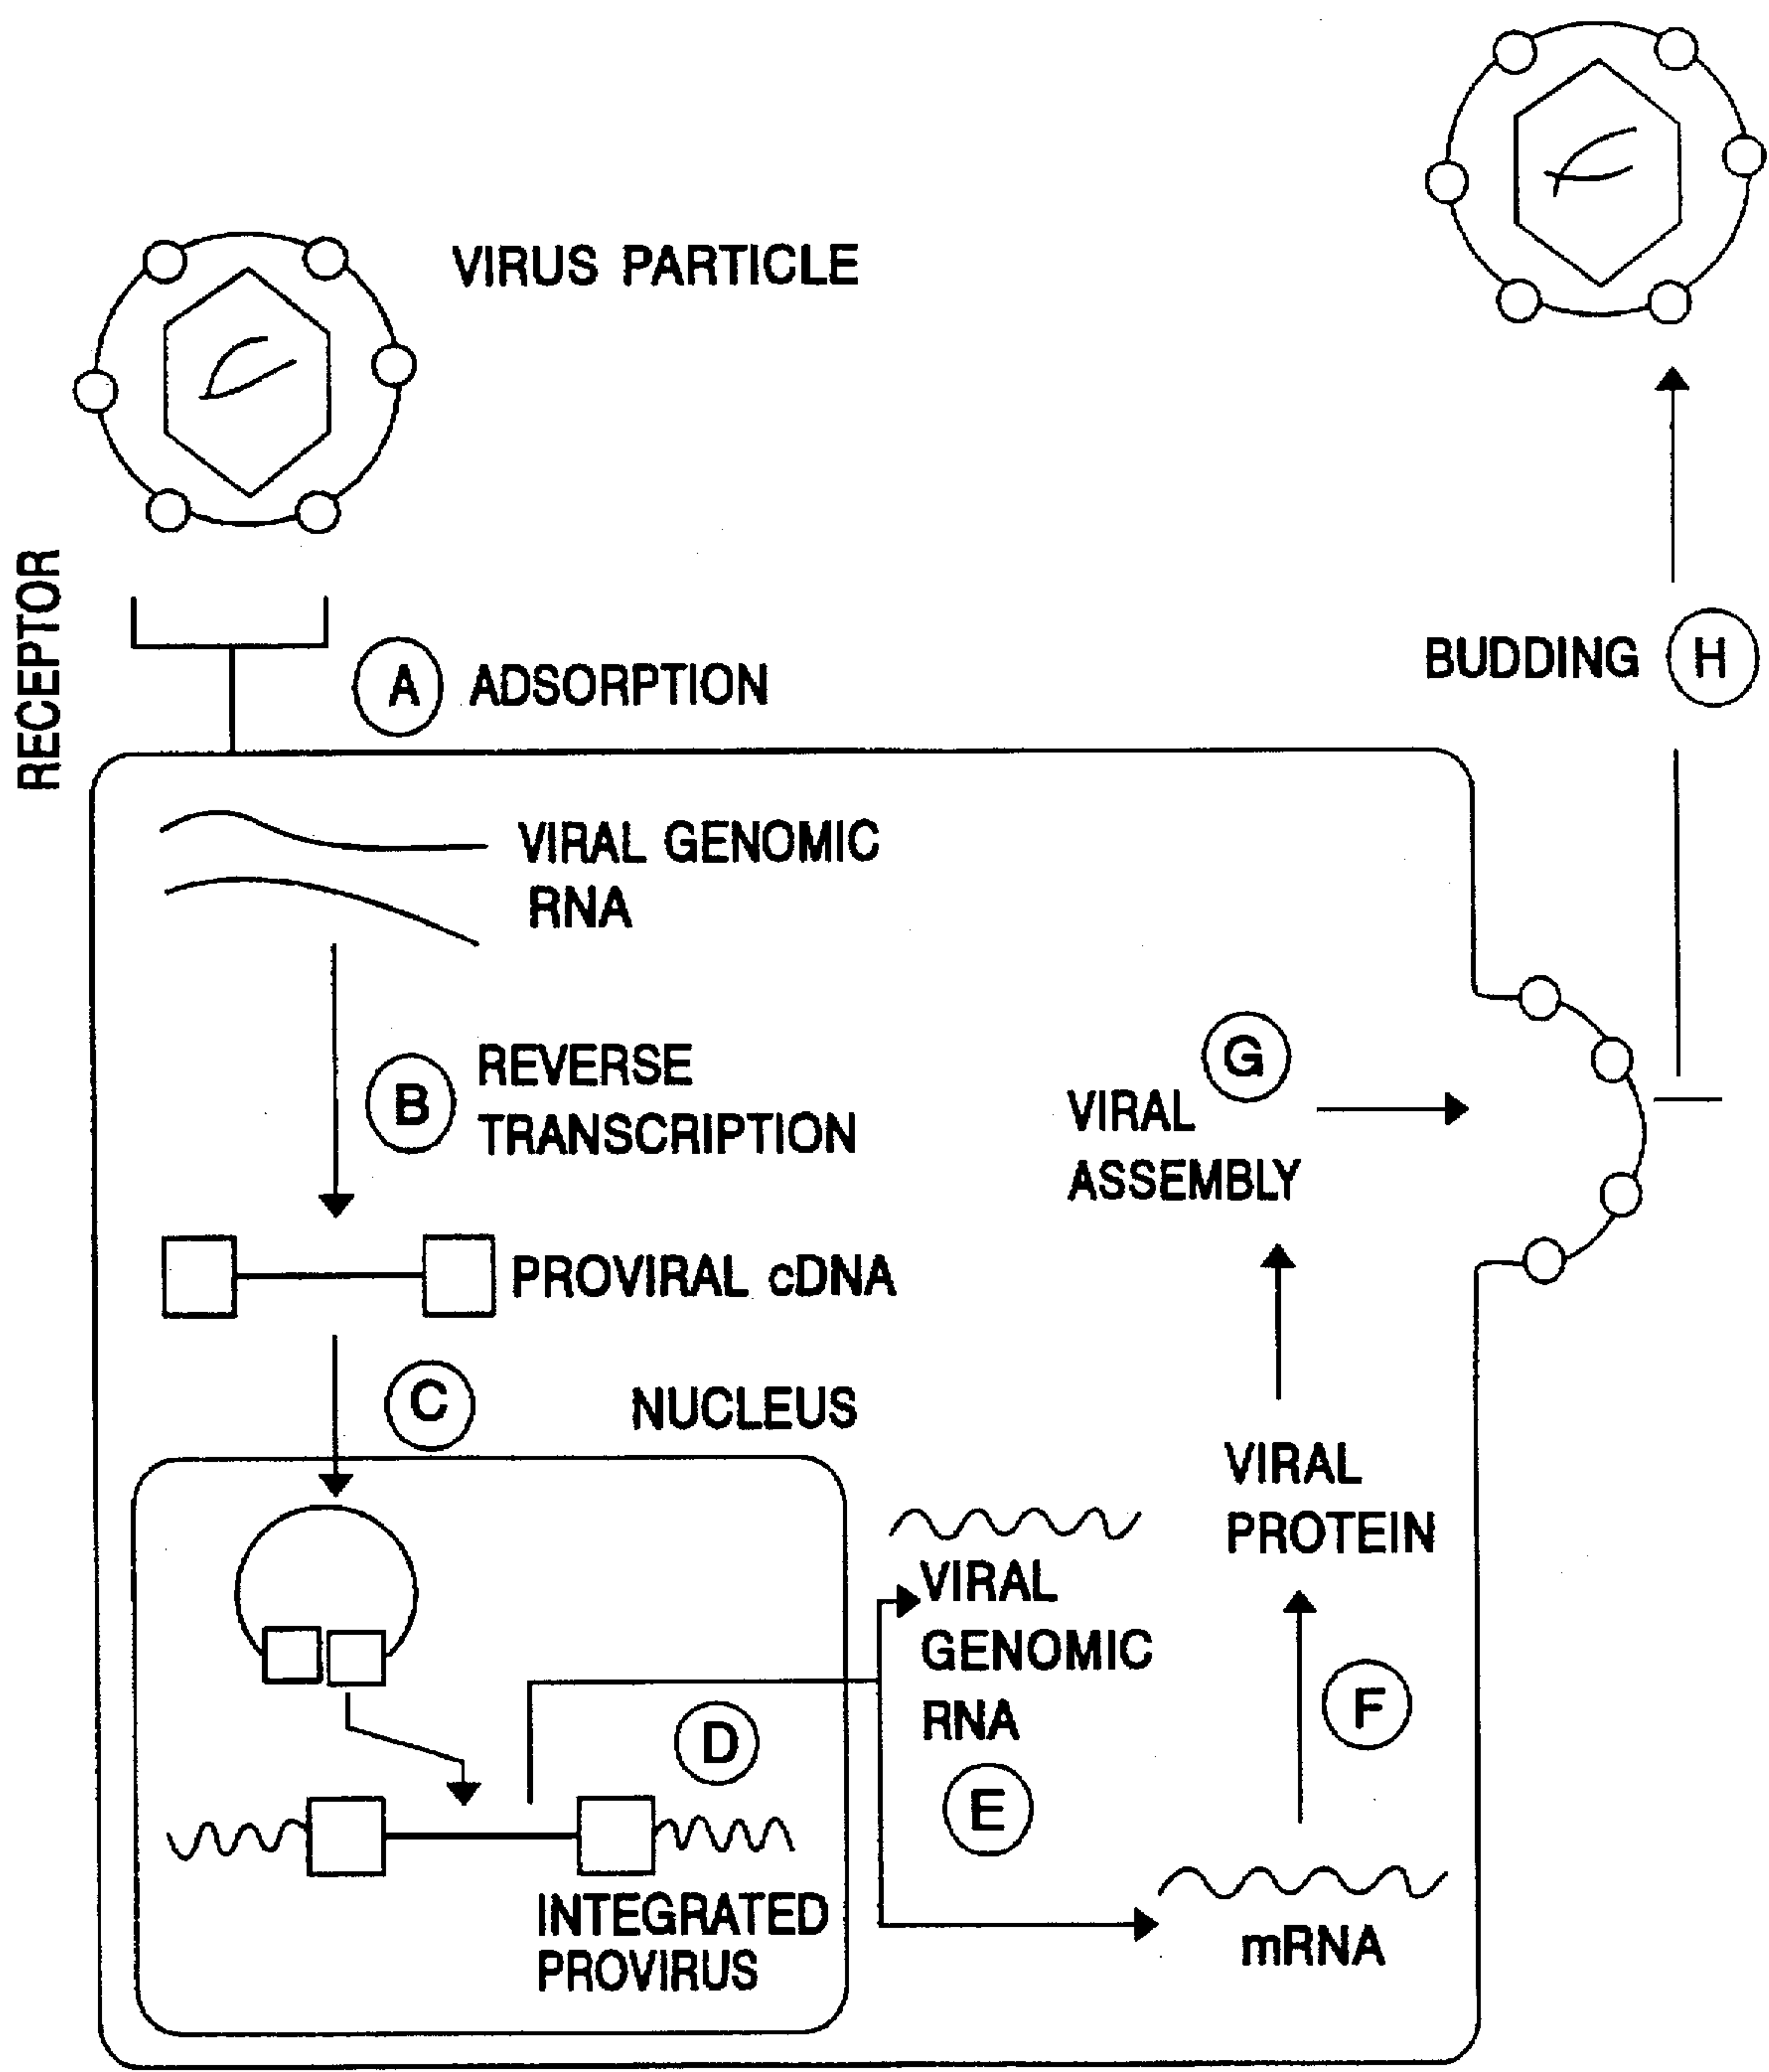 VIRUS PARTICLE
RECEPTOR
A ADSORPTION
BUDDING H
VIRAL GENOMIC
RNA
B REVERSE
TRANSCRIPTION
G
VIRAL
ASSEMBLY
PROVIRAL cDNA
C
NUCLEUS
VIRAL
PROTEIN
VIRAL
GENOMIC
RNA
D
E
F
INTEGRATED
PROVIRUS
mRNA